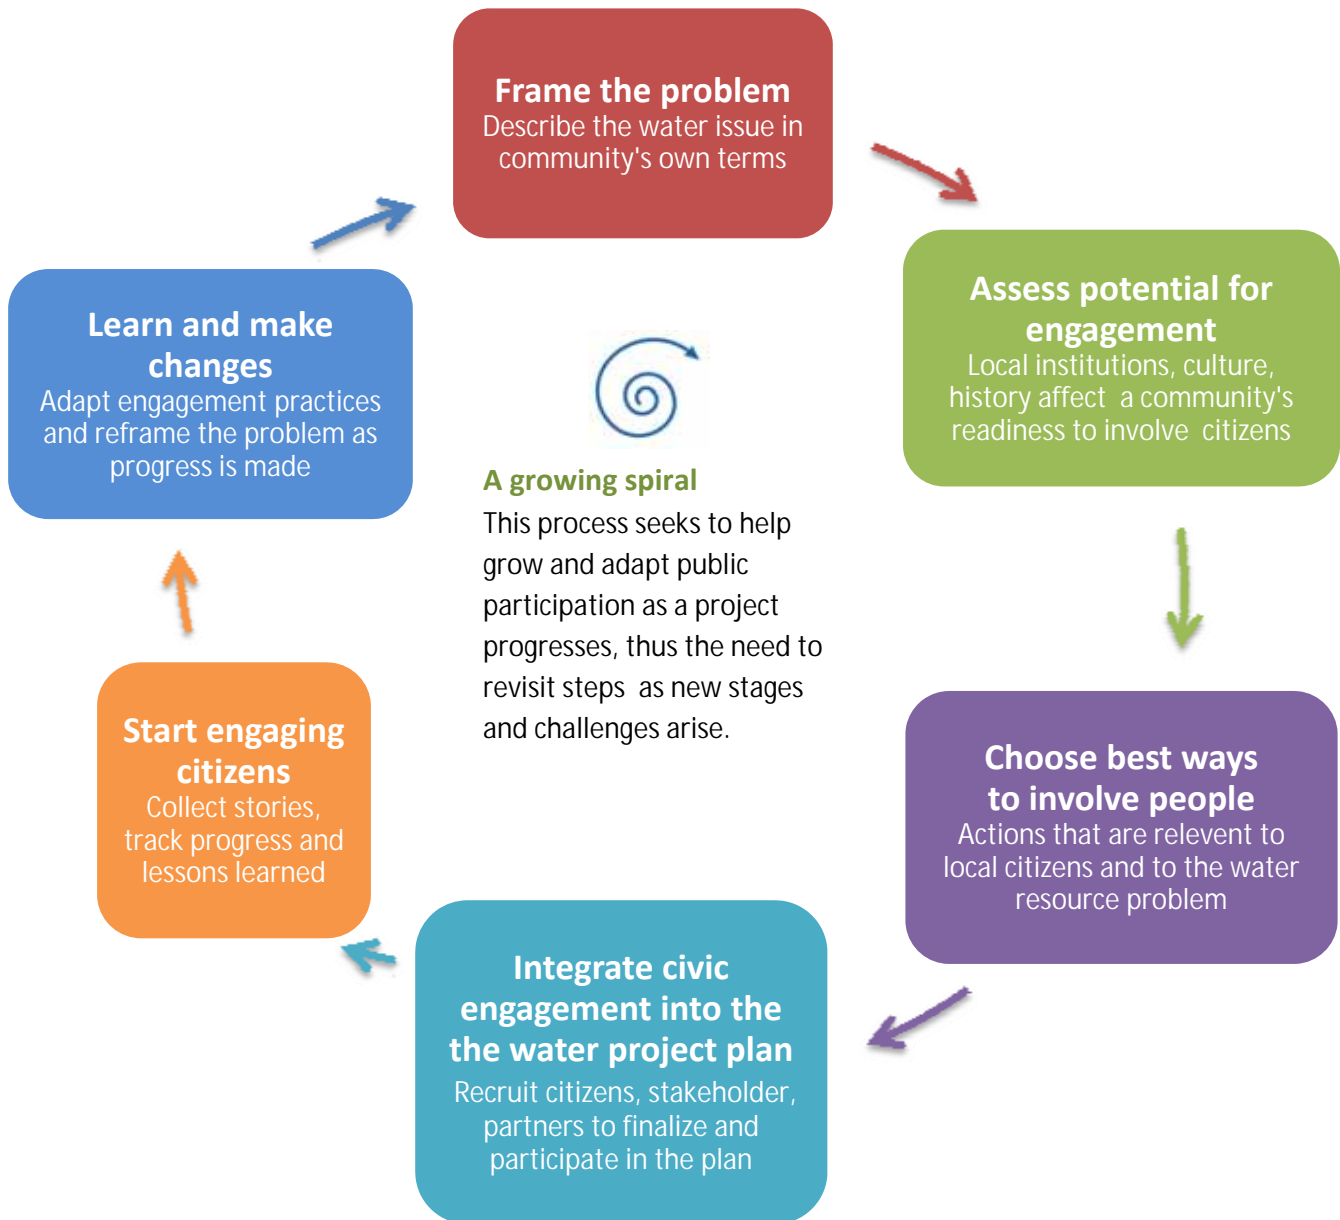 Frame the problem
Describe the water issue in
community's own terms
Assess potential for
engagement
Local institutions, culture,
history affect  a community's
readiness to involve  citizens
Choose best ways
to involve people
Actions that are relevent to
local citizens and to the water
resource problem
Integrate civic
engagement into the
the water project plan
Recruit citizens, stakeholder,
partners to finalize and
participate in the plan
Start engaging
citizens
Collect stories,
track progress and
lessons learned
Learn and make
changes
Adapt engagement practices
and reframe the problem as
progress is made
A growing spiral
This process seeks to help
grow and adapt public
participation as a project
progresses, thus the need to
revisit steps  as new stages
and challenges arise.